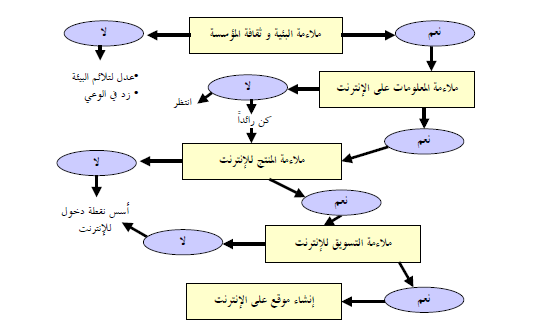 نعم
ملاءمة البئية و ثقافة المؤسسة
لا
•عدل لتلائم البيئة
• زد في الوعي
ملاءمة المعلومات على الإنترنت
لا
انتظر
كن رائداً
نعم
ملاءمة المنتج للإنترنت
لا
نعم
أسس نقطة دخول
للإنترنت
ملاءمة التسويق للإنترنت
لا
نعم
إنشاء موقع على الإنترنت